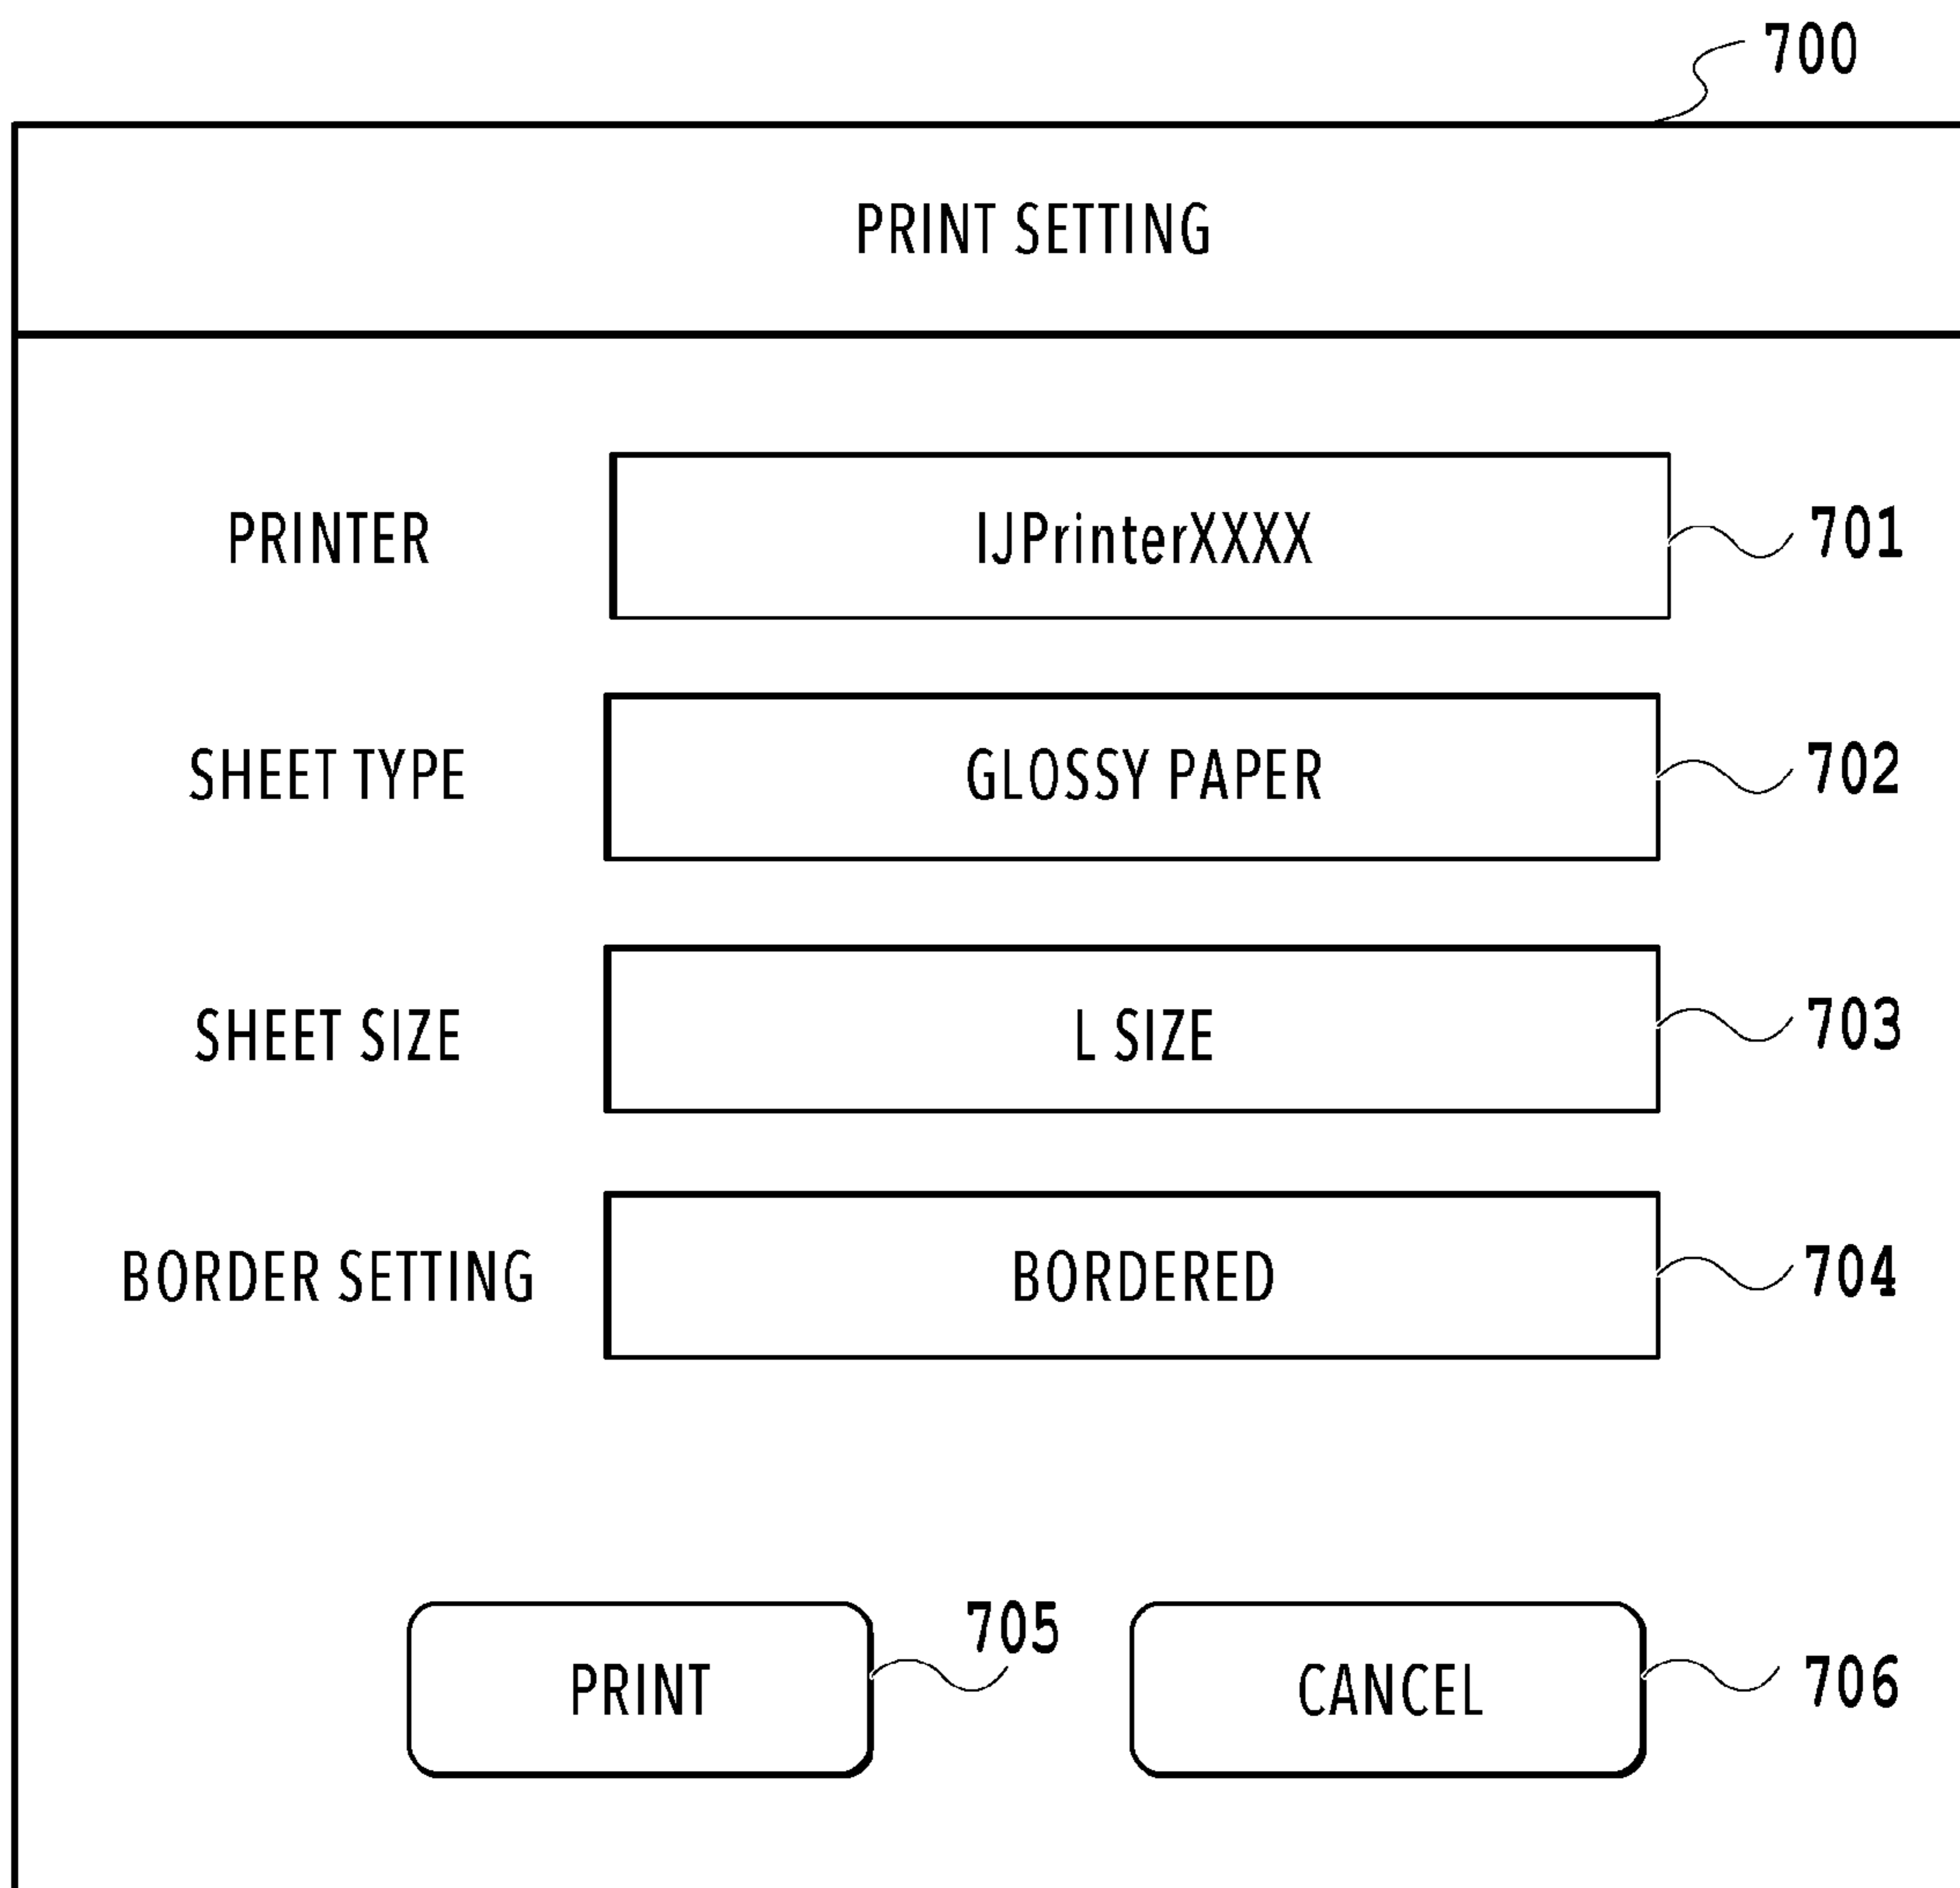 700
PRINT SETTING
PRINTER IJPrinterXXXX 701
SHEET TYPE GLOSSY PAPER 702
SHEET SIZE L SIZE 703
BORDER SETTING BORDERED 704
PRINT 705 CANCEL 706